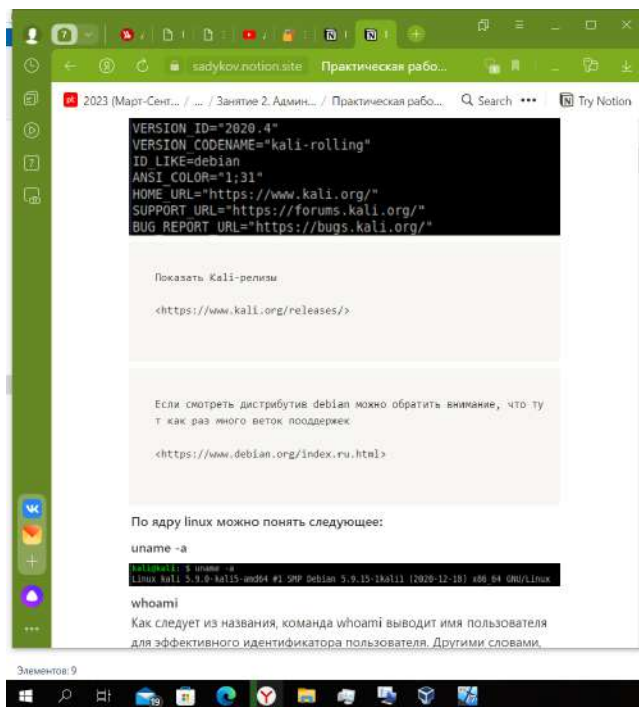 7
sadykov.notion.site Практическая рабо...
2023 (Март-Сент... / ... / Занятие 2. Админ... / Практическая рабо... Search ••• Try Notion
VERSION_ID="2020.4"
VERSION_CODENAME="kali-rolling"
ID_LIKE=debian
ANSI_COLOR="1;31"
HOME_URL="https://www.kali.org/"
SUPPORT_URL="https://forums.kali.org/"
BUG_REPORT_URL="https://bugs.kali.org/"
Показать Kali-релизы
<https://www.kali.org/releases/>
Если смотреть дистрибутив debian можно обратить внимание, что ту
т как раз много веток пооддержек
<https://www.debian.org/index.ru.html>
По ядру linux можно понять следующее:
uname -a
kali@kali: $ uname -a
Linux kali 5.9.0-kali5-amd64 #1 SMP Debian 5.9.15-1kali1 (2020-12-18) x86_64 GNU/Linux
whoami
Как следует из названия, команда whoami выводит имя пользователя
для эффективного идентификатора пользователя. Другими словами,
Элементов: 9
19